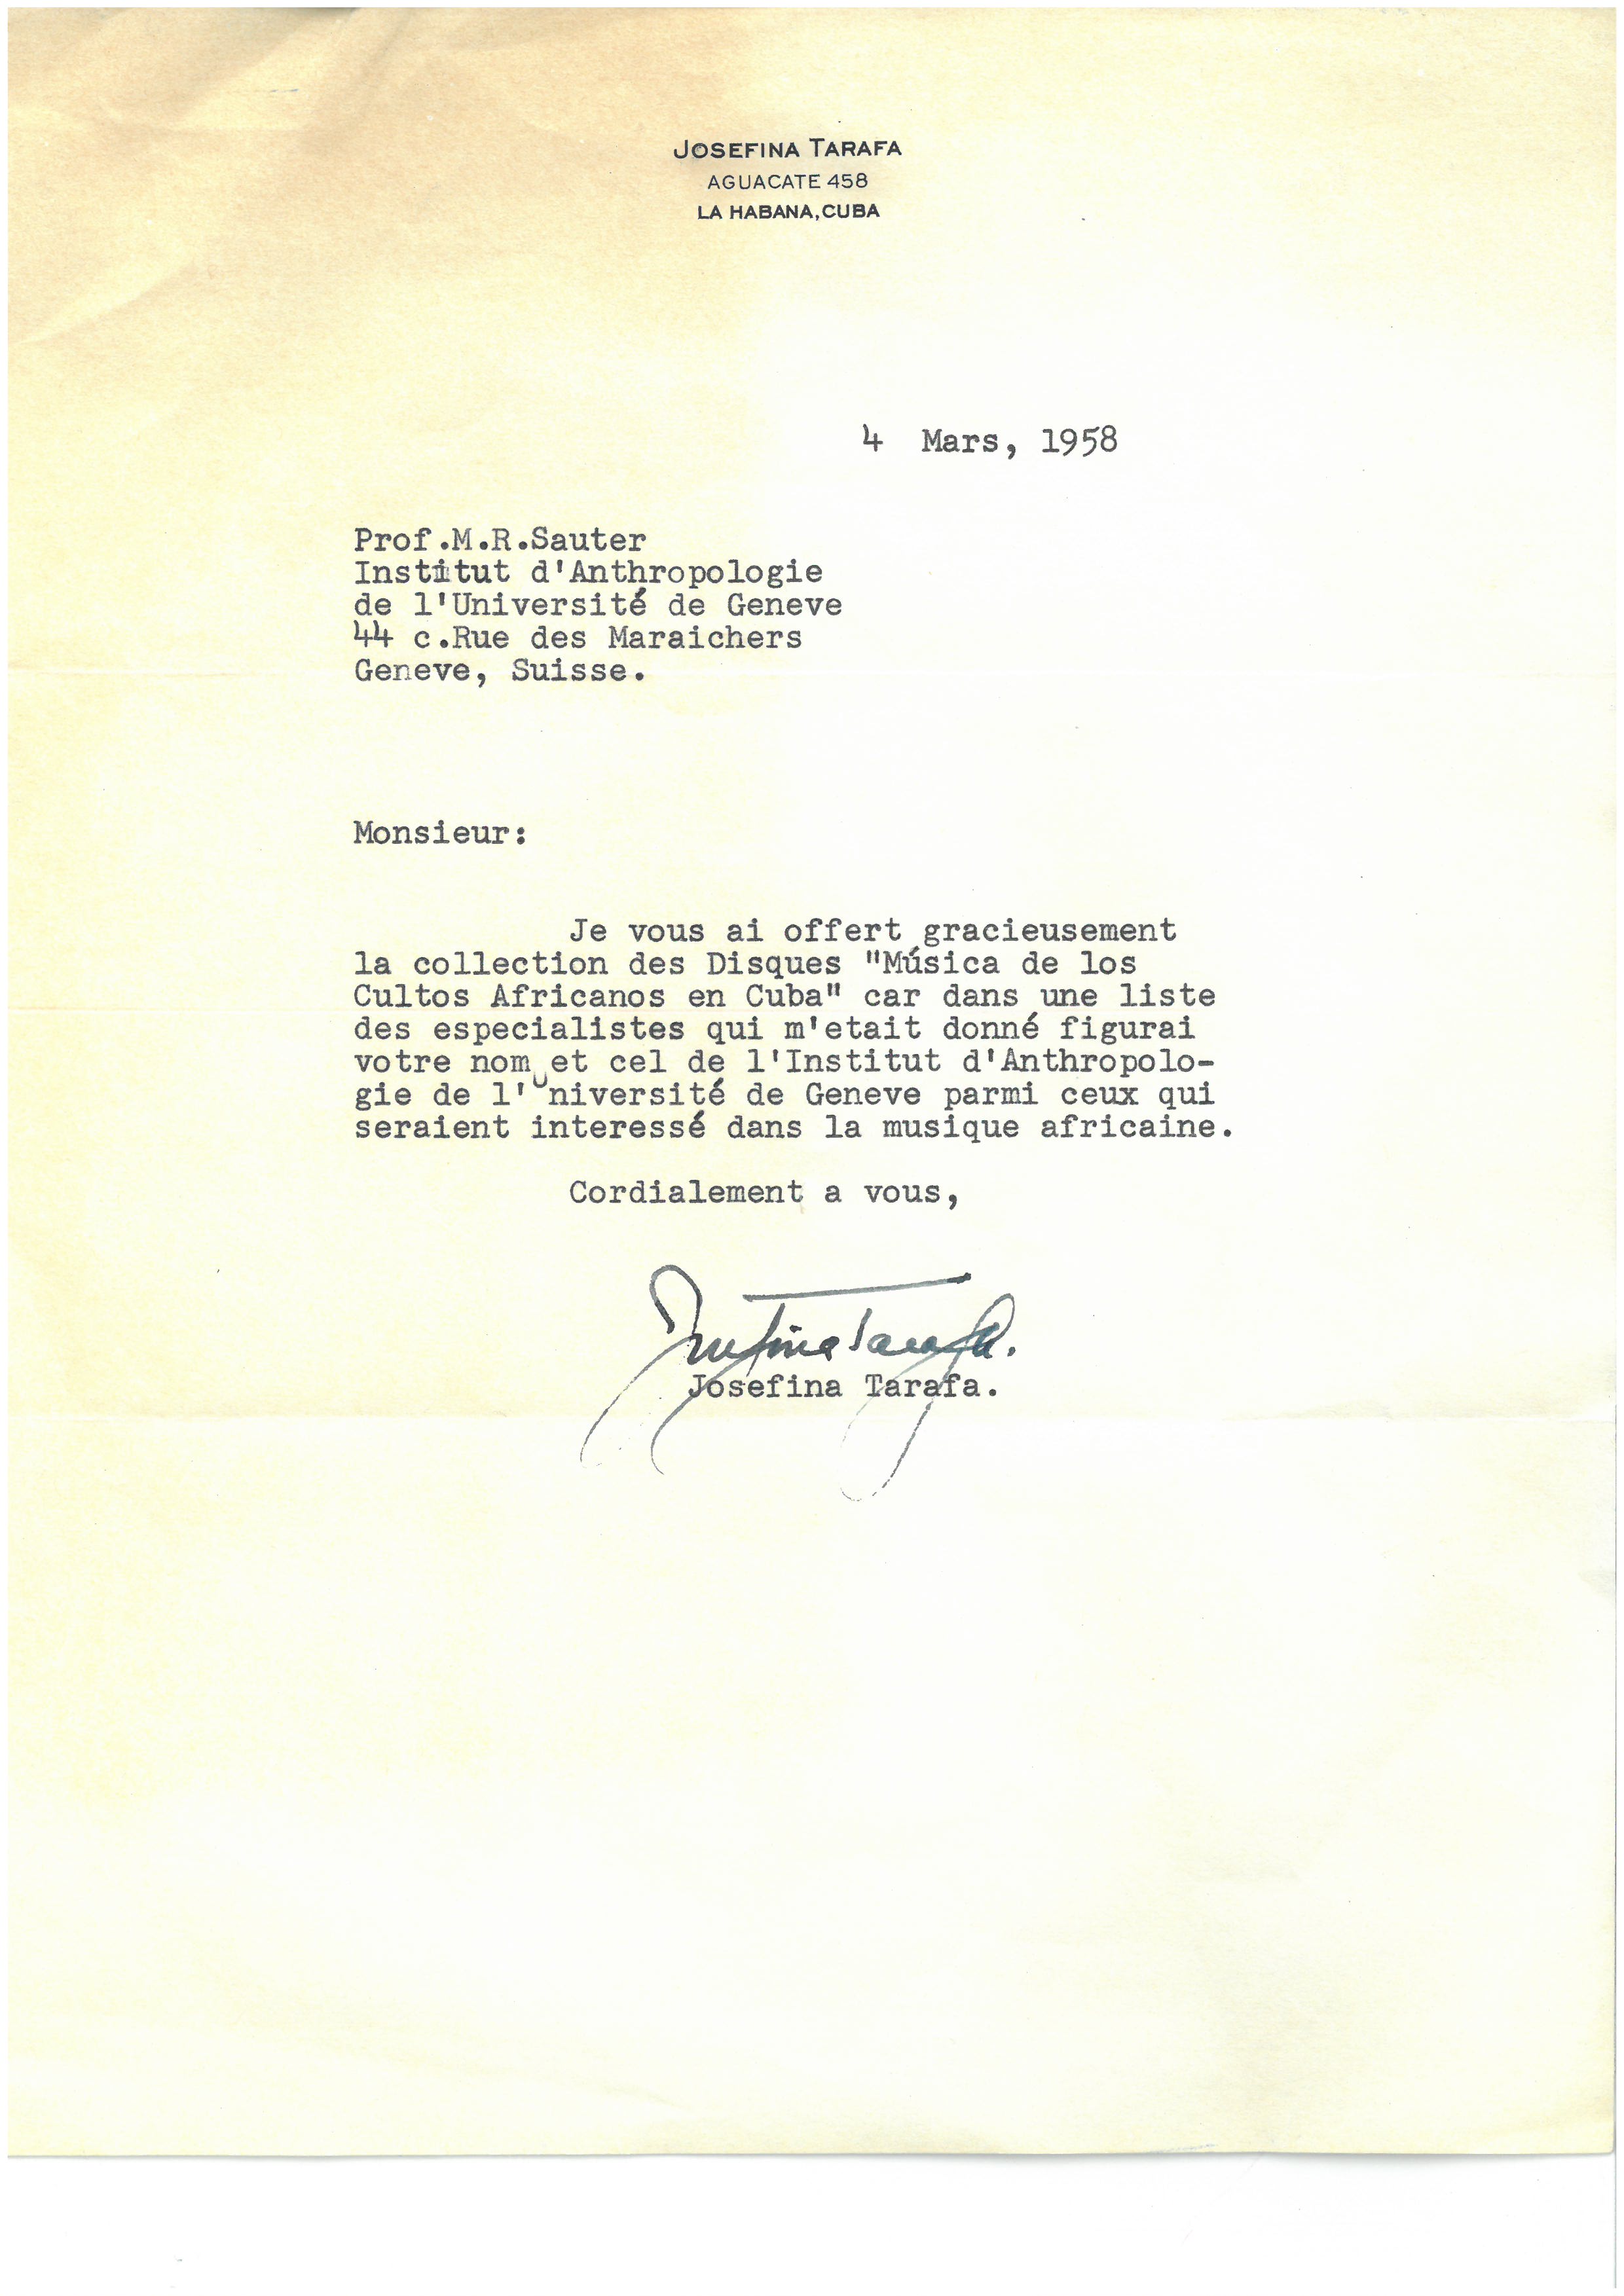 JOSEFINA TARAFA
AGUACATE 458
LA HABANA, CUBA
4 Mars, 1958
Prof.M.R.Sauter
Institut d'Anthropologie
de l'Université de Geneve
44 c.Rue des Maraichers
Geneve, Suisse.
Monsieur:
Je vous ai offert gracieusement
la collection des Disques "Música de los
Cultos Africanos en Cuba" car dans une liste
des especialistes qui m'etait donné figurai
votre nom et cel de l'Institut d'Anthropolo-
gie de l'Université de Geneve parmi ceux qui
seraient interessé dans la musique africaine.
Cordialement a vous,
Josefina Tarafa.
Josefina Tarafa.